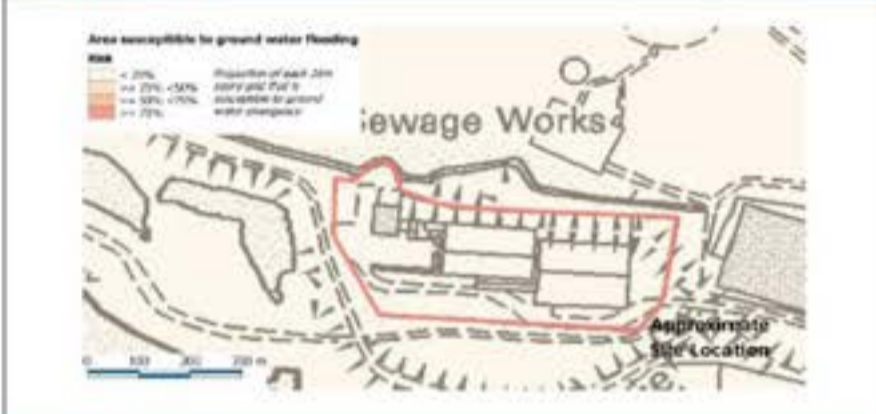 Area susceptible to ground water flooding
Risk
< 25%
>= 25% <50%
>= 50% <75%
>= 75%
Proportion of each 1km
square grid that is
susceptible to ground
water emergence
Sewage Works
Approximate
Site Location
0 100 200 300 m